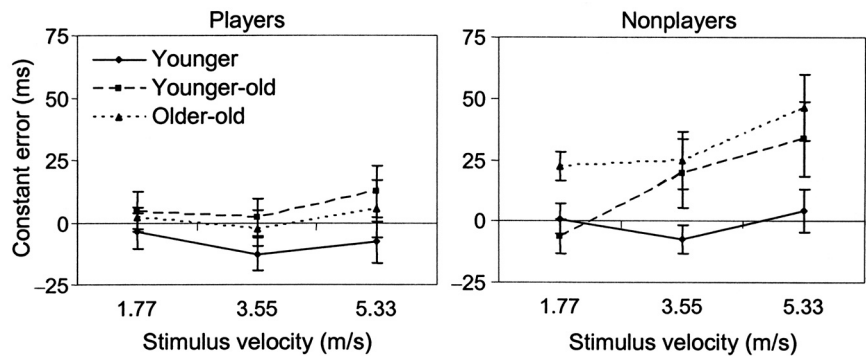 Players
75
50
25
0
−25
Constant error (ms)
Younger
Younger-old
Older-old
1.77 3.55 5.33
Stimulus velocity (m/s)
Nonplayers
75
50
25
0
−25
1.77 3.55 5.33
Stimulus velocity (m/s)